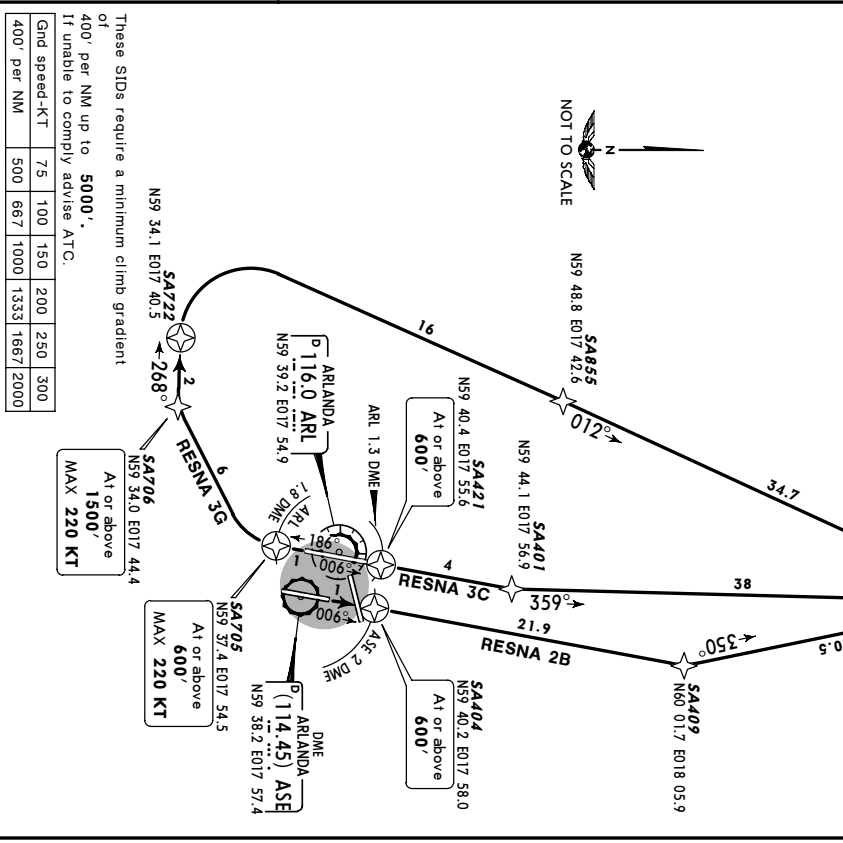 NOT TO SCALE
N
These SIDs require a minimum climb gradient
of
400' per NM up to 5000'.
If unable to comply advise ATC.
Gnd speed-KT 75 100 150 200 250 300
400' per NM 500 667 1000 1333 1667 2000
SA722
N59 34.1 E017 40.5
16
SA855
N59 48.8 E017 42.6
012°
34.7
2
268°
SA706
N59 34.0 E017 44.4
At or above
1500'
MAX 220 KT
6
RESNA 3G
ARLANDA
D 116.0 ARL
N59 39.2 E017 54.9
ARL 1.3 DME
SA421
N59 40.4 E017 55.6
At or above
600'
SA401
N59 44.1 E017 56.9
4
RESNA 3C
359°
38
ARL
1.8 DME
186°
006°
1
1
006°
SA705
N59 37.4 E017 54.5
At or above
600'
MAX 220 KT
ASE 2 DME
DME
ARLANDA
D (114.45) ASE
N59 38.2 E017 57.4
SA404
N59 40.2 E017 58.0
At or above
600'
21.9
RESNA 2B
350°
SA409
N60 01.7 E018 05.9
0.5